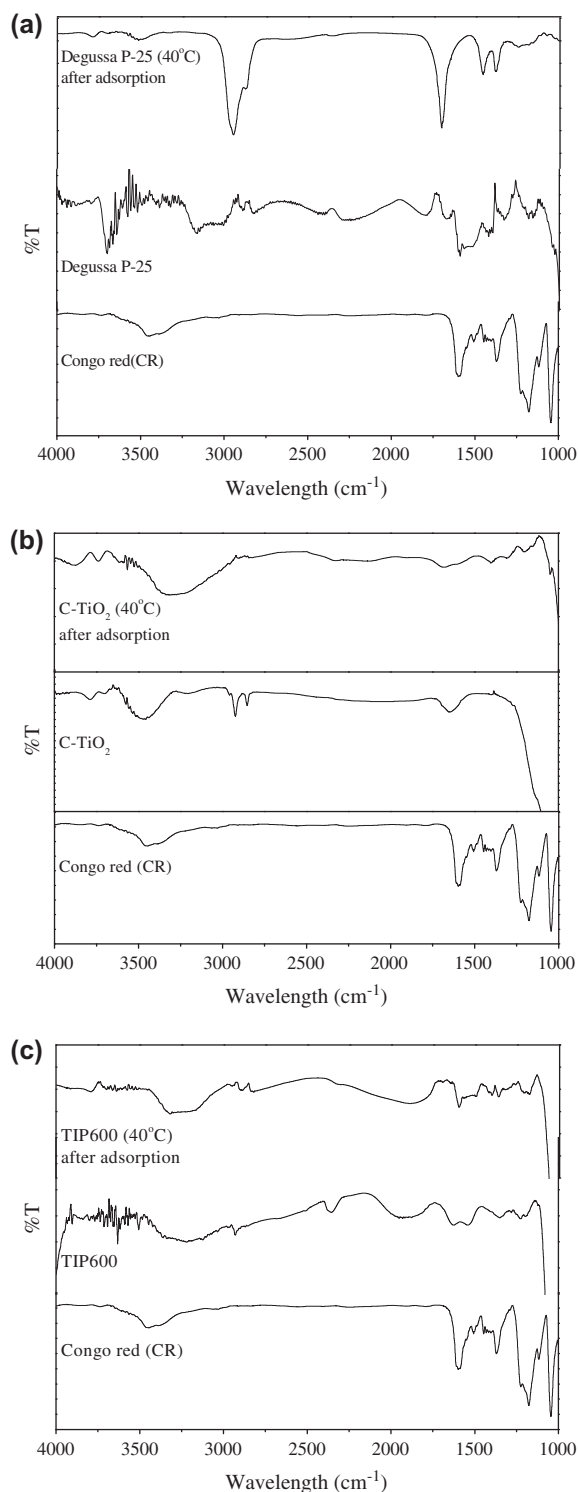 (a)
Degussa P-25 (40°C)
after adsorption
Degussa P-25
Congo red(CR)
%T
4000 3500 3000 2500 2000 1500 1000
Wavelength (cm⁻¹)
(b)
C-TiO₂ (40°C)
after adsorption
C-TiO₂
Congo red (CR)
%T
4000 3500 3000 2500 2000 1500 1000
Wavelength (cm⁻¹)
(c)
TIP600 (40°C)
after adsorption
TIP600
Congo red (CR)
%T
4000 3500 3000 2500 2000 1500 1000
Wavelength (cm⁻¹)